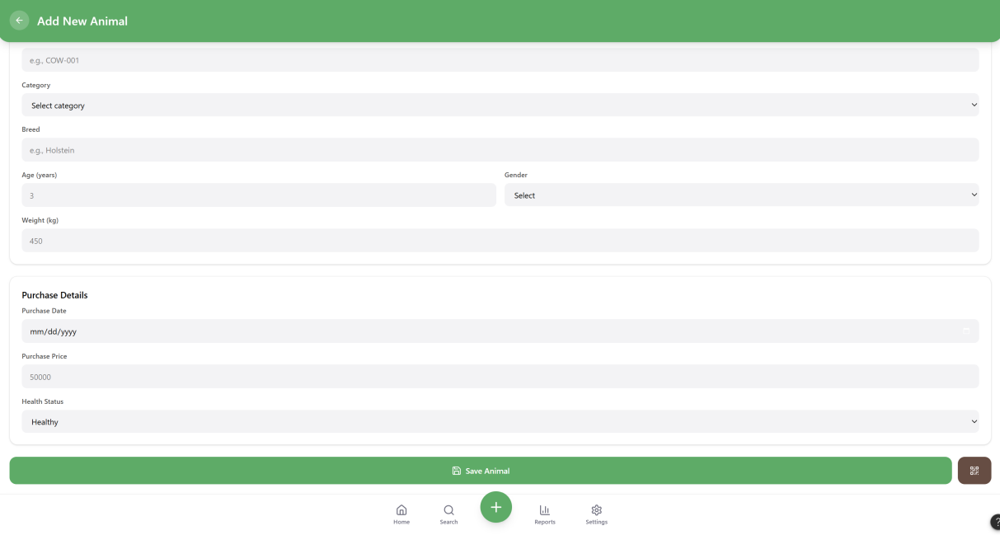 Add New Animal
e.g., COW-001
Category
Select category
Breed
e.g., Holstein
Age (years)
Gender
3
Select
Weight (kg)
450
Purchase Details
Purchase Date
mm/dd/yyyy
Purchase Price
50000
Health Status
Healthy
Save Animal
Home
Search
Reports
Settings
?